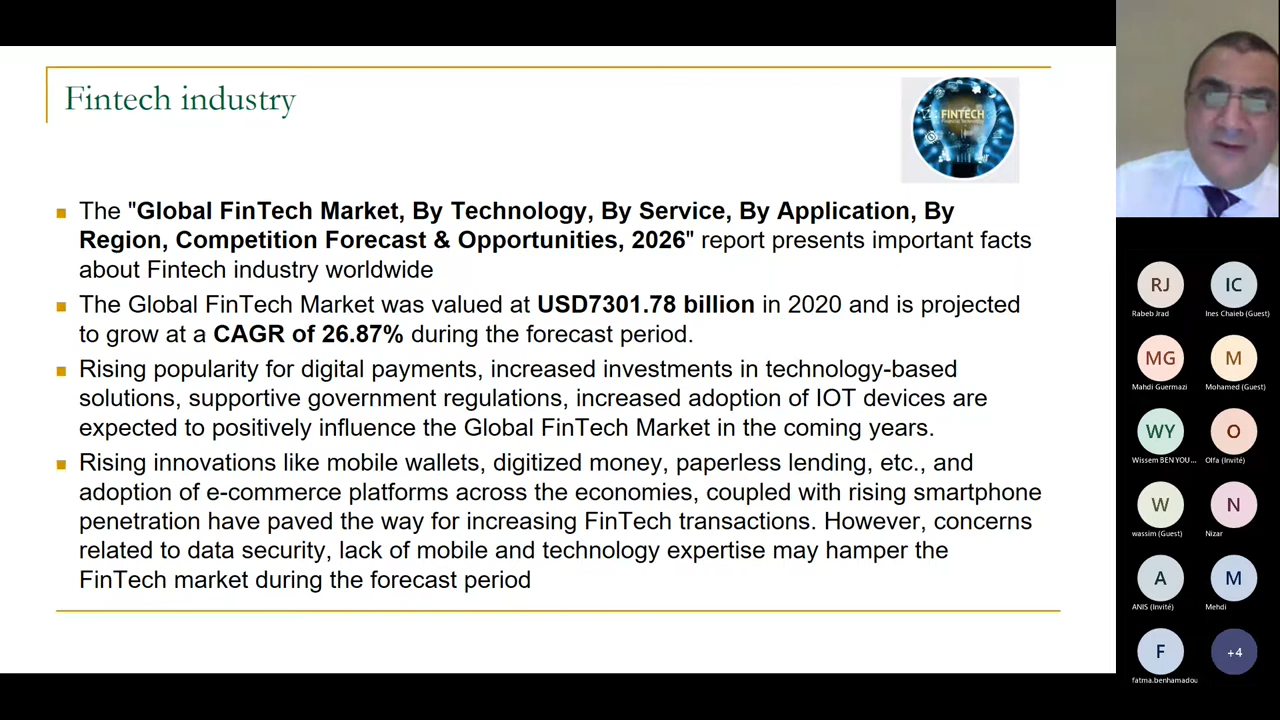 Fintech industry
FINTECH
Financial Technology
The "Global FinTech Market, By Technology, By Service, By Application, By
Region, Competition Forecast & Opportunities, 2026" report presents important facts
about Fintech industry worldwide
The Global FinTech Market was valued at USD7301.78 billion in 2020 and is projected
to grow at a CAGR of 26.87% during the forecast period.
Rising popularity for digital payments, increased investments in technology-based
solutions, supportive government regulations, increased adoption of IOT devices are
expected to positively influence the Global FinTech Market in the coming years.
Rising innovations like mobile wallets, digitized money, paperless lending, etc., and
adoption of e-commerce platforms across the economies, coupled with rising smartphone
penetration have paved the way for increasing FinTech transactions. However, concerns
related to data security, lack of mobile and technology expertise may hamper the
FinTech market during the forecast period
RJ
IC
Rabeb Jrad
Ines Chaieb (Guest)
MG
M
Mahdi Guermazi
Mohamed (Guest)
WY
O
Wissem BEN YOU...
Olfa (Invité)
W
N
wassim (Guest)
Nizar
A
M
ANIS (Invité)
Mehdi
F
+4
fatma.benhamadou